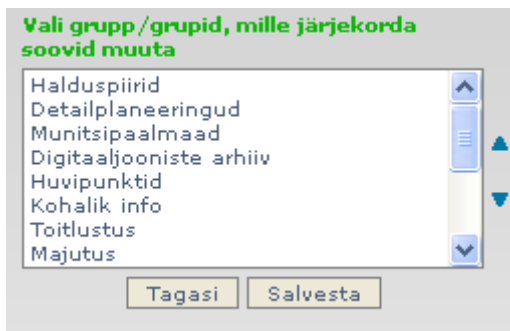 Vali grupp/grupid, mille järjekorda
soovid muuta
Halduspiirid
Detailplaneeringud
Munitsipaalmaad
Digitaaljooniste arhiiv
Huvipunktid
Kohalik info
Toitlustus
Majutus
Tagasi Salvesta